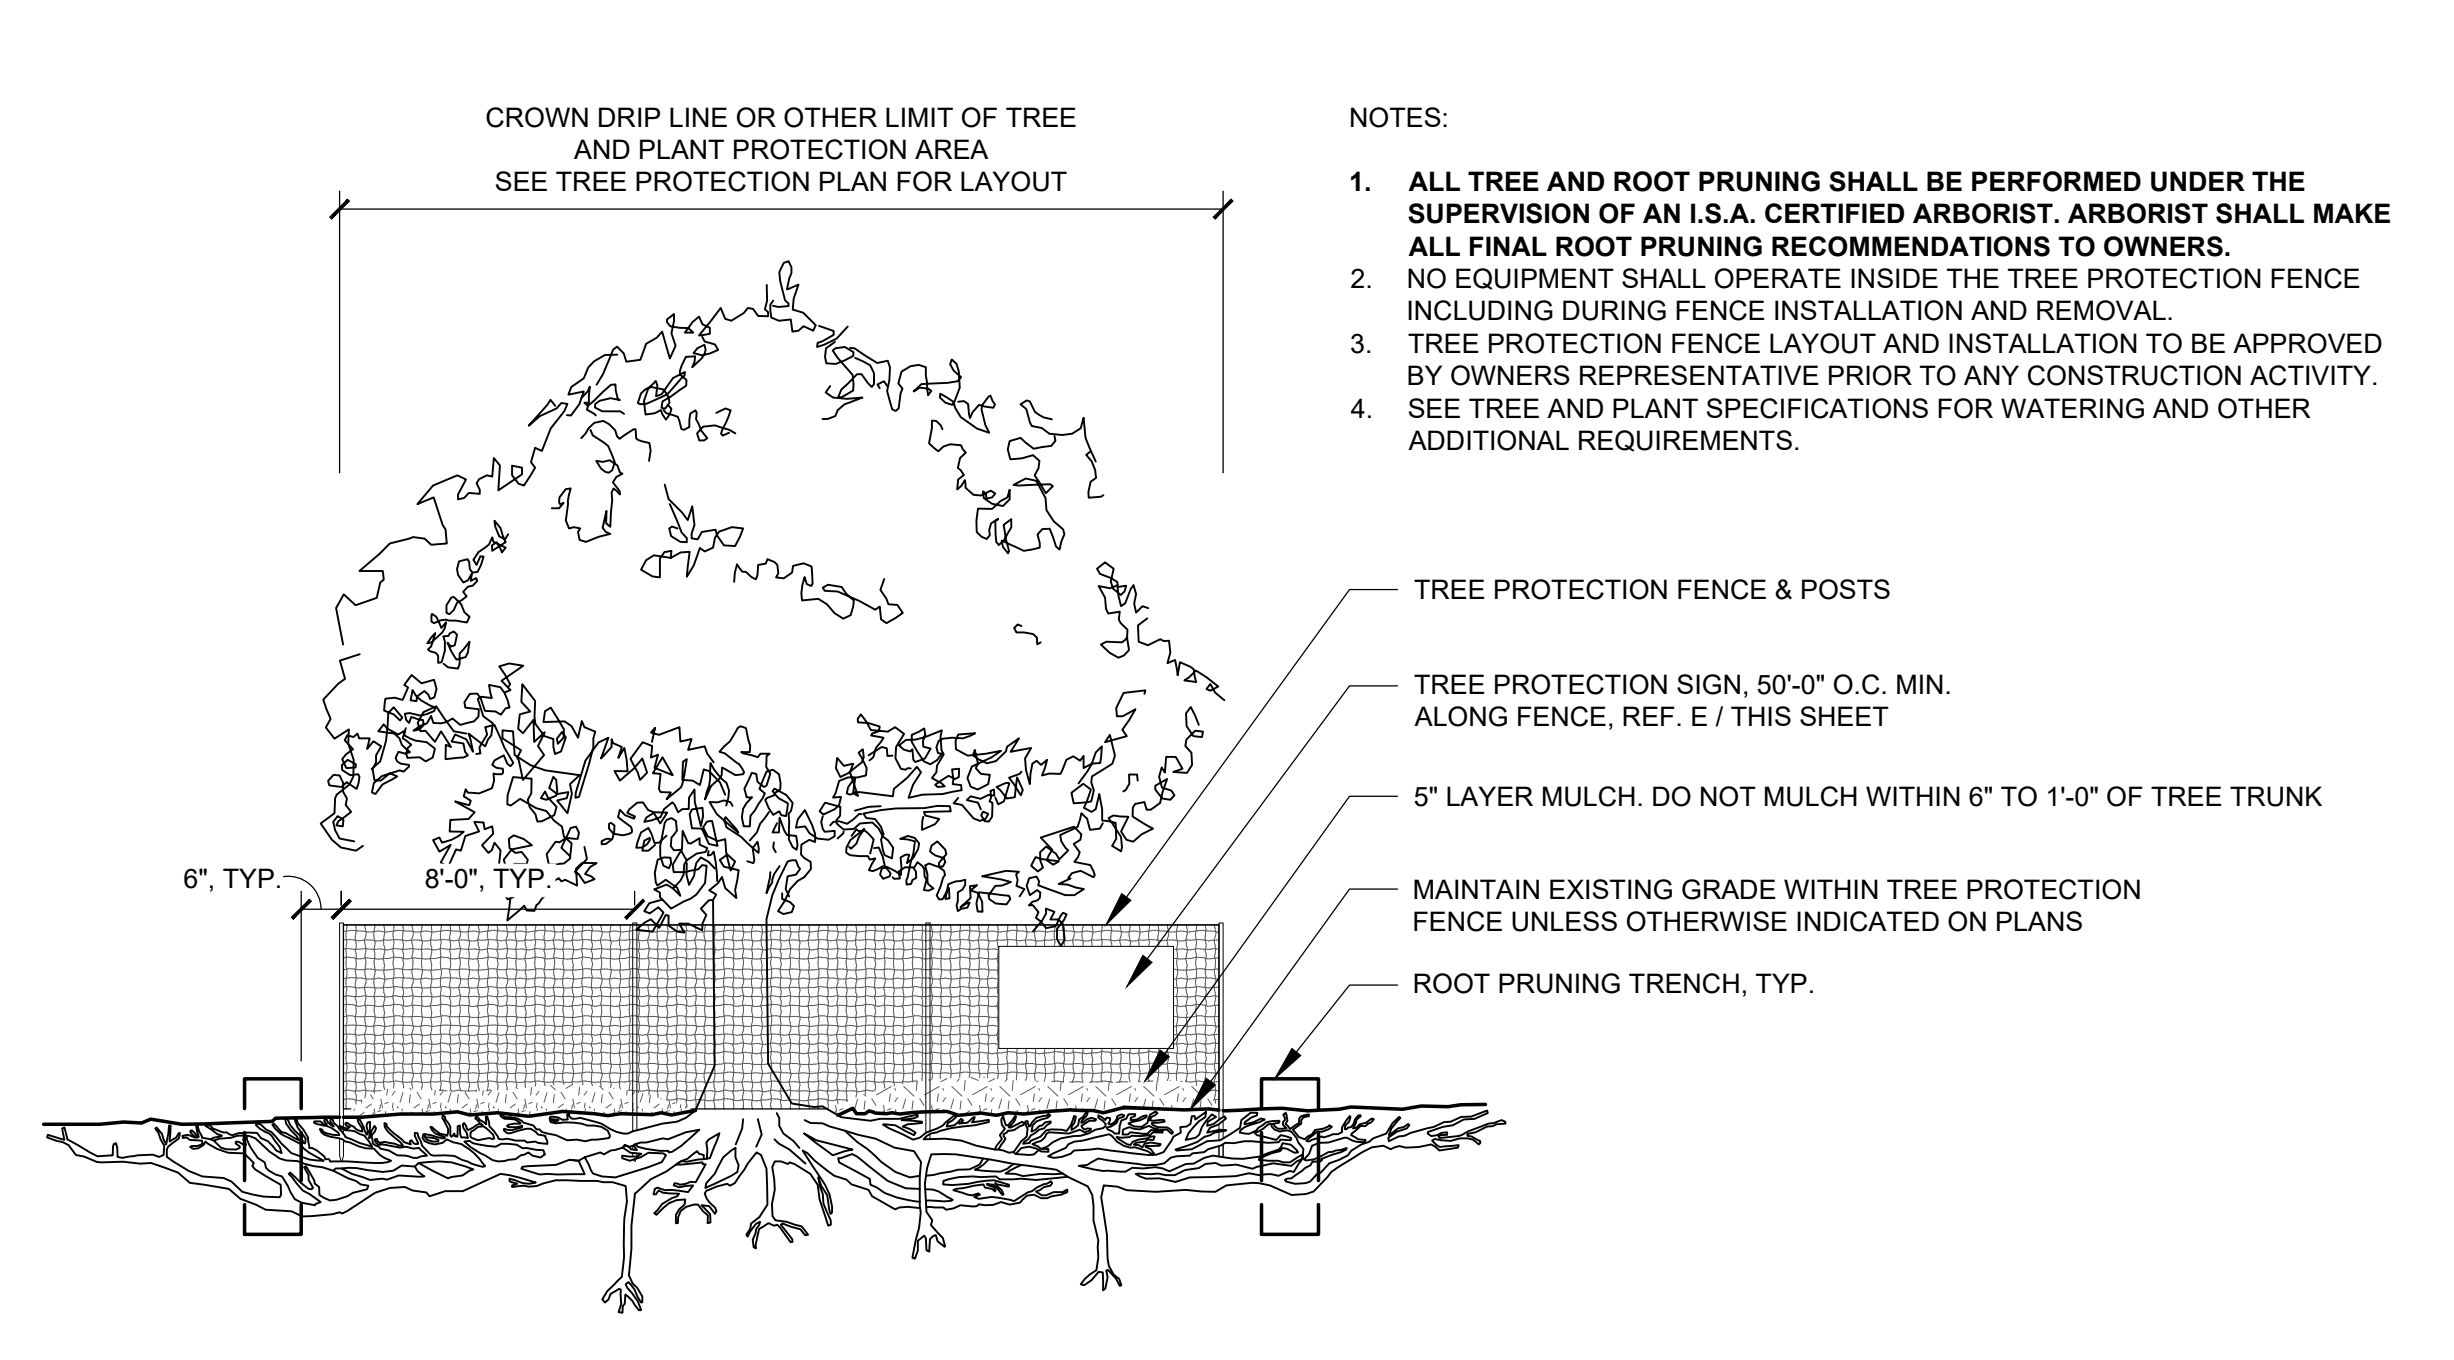 CROWN DRIP LINE OR OTHER LIMIT OF TREE
AND PLANT PROTECTION AREA
SEE TREE PROTECTION PLAN FOR LAYOUT
NOTES:
1. ALL TREE AND ROOT PRUNING SHALL BE PERFORMED UNDER THE
SUPERVISION OF AN I.S.A. CERTIFIED ARBORIST. ARBORIST SHALL MAKE
ALL FINAL ROOT PRUNING RECOMMENDATIONS TO OWNERS.
2. NO EQUIPMENT SHALL OPERATE INSIDE THE TREE PROTECTION FENCE
INCLUDING DURING FENCE INSTALLATION AND REMOVAL.
3. TREE PROTECTION FENCE LAYOUT AND INSTALLATION TO BE APPROVED
BY OWNERS REPRESENTATIVE PRIOR TO ANY CONSTRUCTION ACTIVITY.
4. SEE TREE AND PLANT SPECIFICATIONS FOR WATERING AND OTHER
ADDITIONAL REQUIREMENTS.
TREE PROTECTION FENCE & POSTS
TREE PROTECTION SIGN, 50'-0" O.C. MIN.
ALONG FENCE, REF. E / THIS SHEET
5" LAYER MULCH. DO NOT MULCH WITHIN 6" TO 1'-0" OF TREE TRUNK
MAINTAIN EXISTING GRADE WITHIN TREE PROTECTION
FENCE UNLESS OTHERWISE INDICATED ON PLANS
ROOT PRUNING TRENCH, TYP.
6", TYP.
8'-0", TYP.